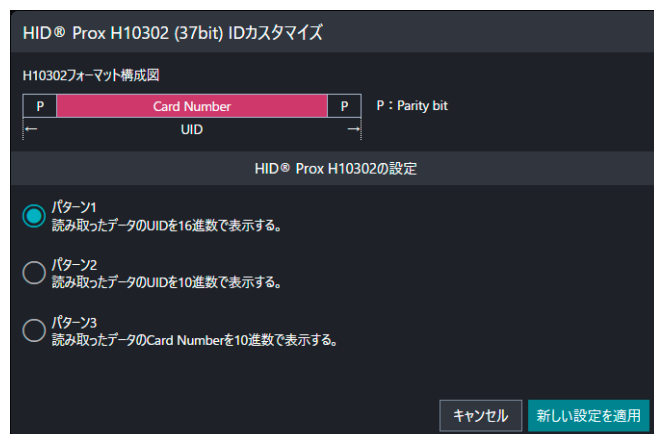 HID® Prox H10302 (37bit) IDカスタマイズ
H10302フォーマット構成図
P Card Number P P：Parity bit
← UID →
HID® Prox H10302の設定
パターン1
読み取ったデータのUIDを16進数で表示する。
パターン2
読み取ったデータのUIDを10進数で表示する。
パターン3
読み取ったデータのCard Numberを10進数で表示する。
キャンセル 新しい設定を適用